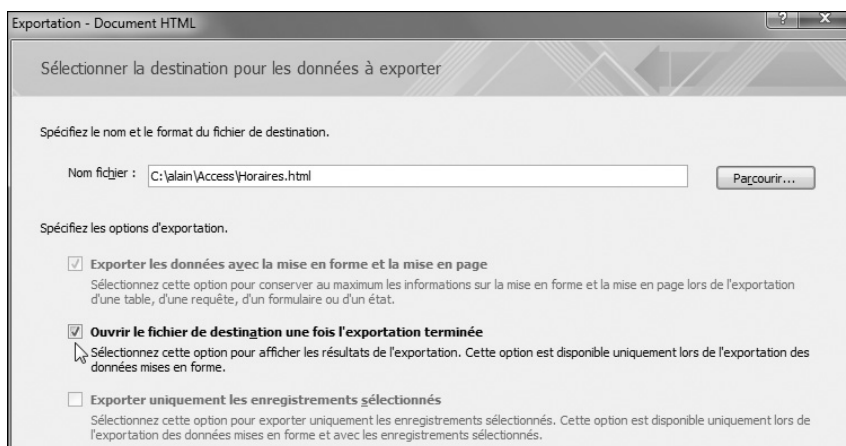 Exportation - Document HTML
Sélectionner la destination pour les données à exporter
Spécifiez le nom et le format du fichier de destination.
Nom fichier : C:\alain\Access\Horaires.html Parcourir...
Spécifiez les options d'exportation.
Exporter les données avec la mise en forme et la mise en page
Sélectionnez cette option pour conserver au maximum les informations sur la mise en forme et la mise en page lors de l'exportation
d'une table, d'une requête, d'un formulaire ou d'un état.
Ouvrir le fichier de destination une fois l'exportation terminée
Sélectionnez cette option pour afficher les résultats de l'exportation. Cette option est disponible uniquement lors de l'exportation des
données mises en forme.
Exporter uniquement les enregistrements sélectionnés
Sélectionnez cette option pour exporter uniquement les enregistrements sélectionnés. Cette option est disponible uniquement lors de
l'exportation des données mises en forme et avec les enregistrements sélectionnés.